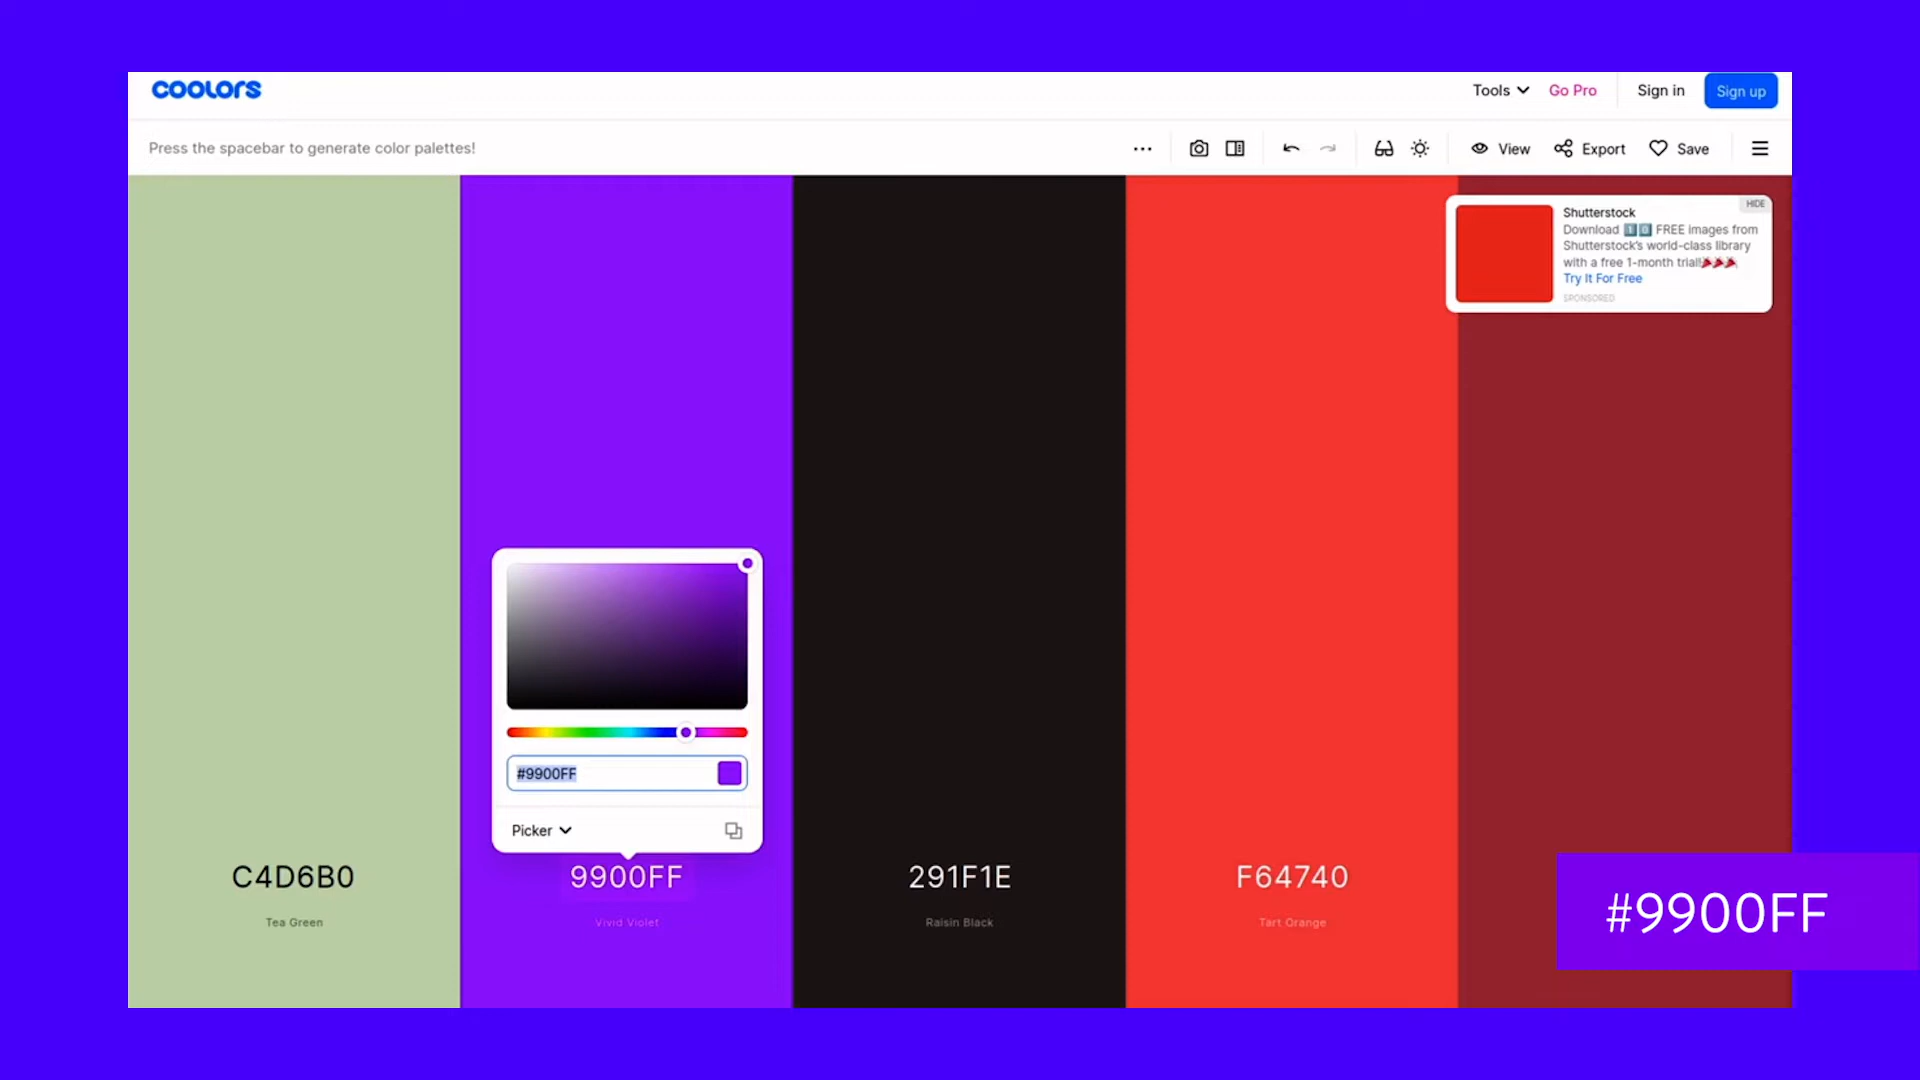 coolors
Tools Go Pro Sign in Sign up
Press the spacebar to generate color palettes!
View Export Save
HIDE
Shutterstock
Download 1️⃣0️⃣ FREE images from
Shutterstock's world-class library
with a free 1-month trial!
Try It For Free
SPONSORED
#9900FF
Picker
C4D6B0 9900FF 291F1E F64740
Tea Green Vivid Violet Raisin Black Tart Orange
#9900FF